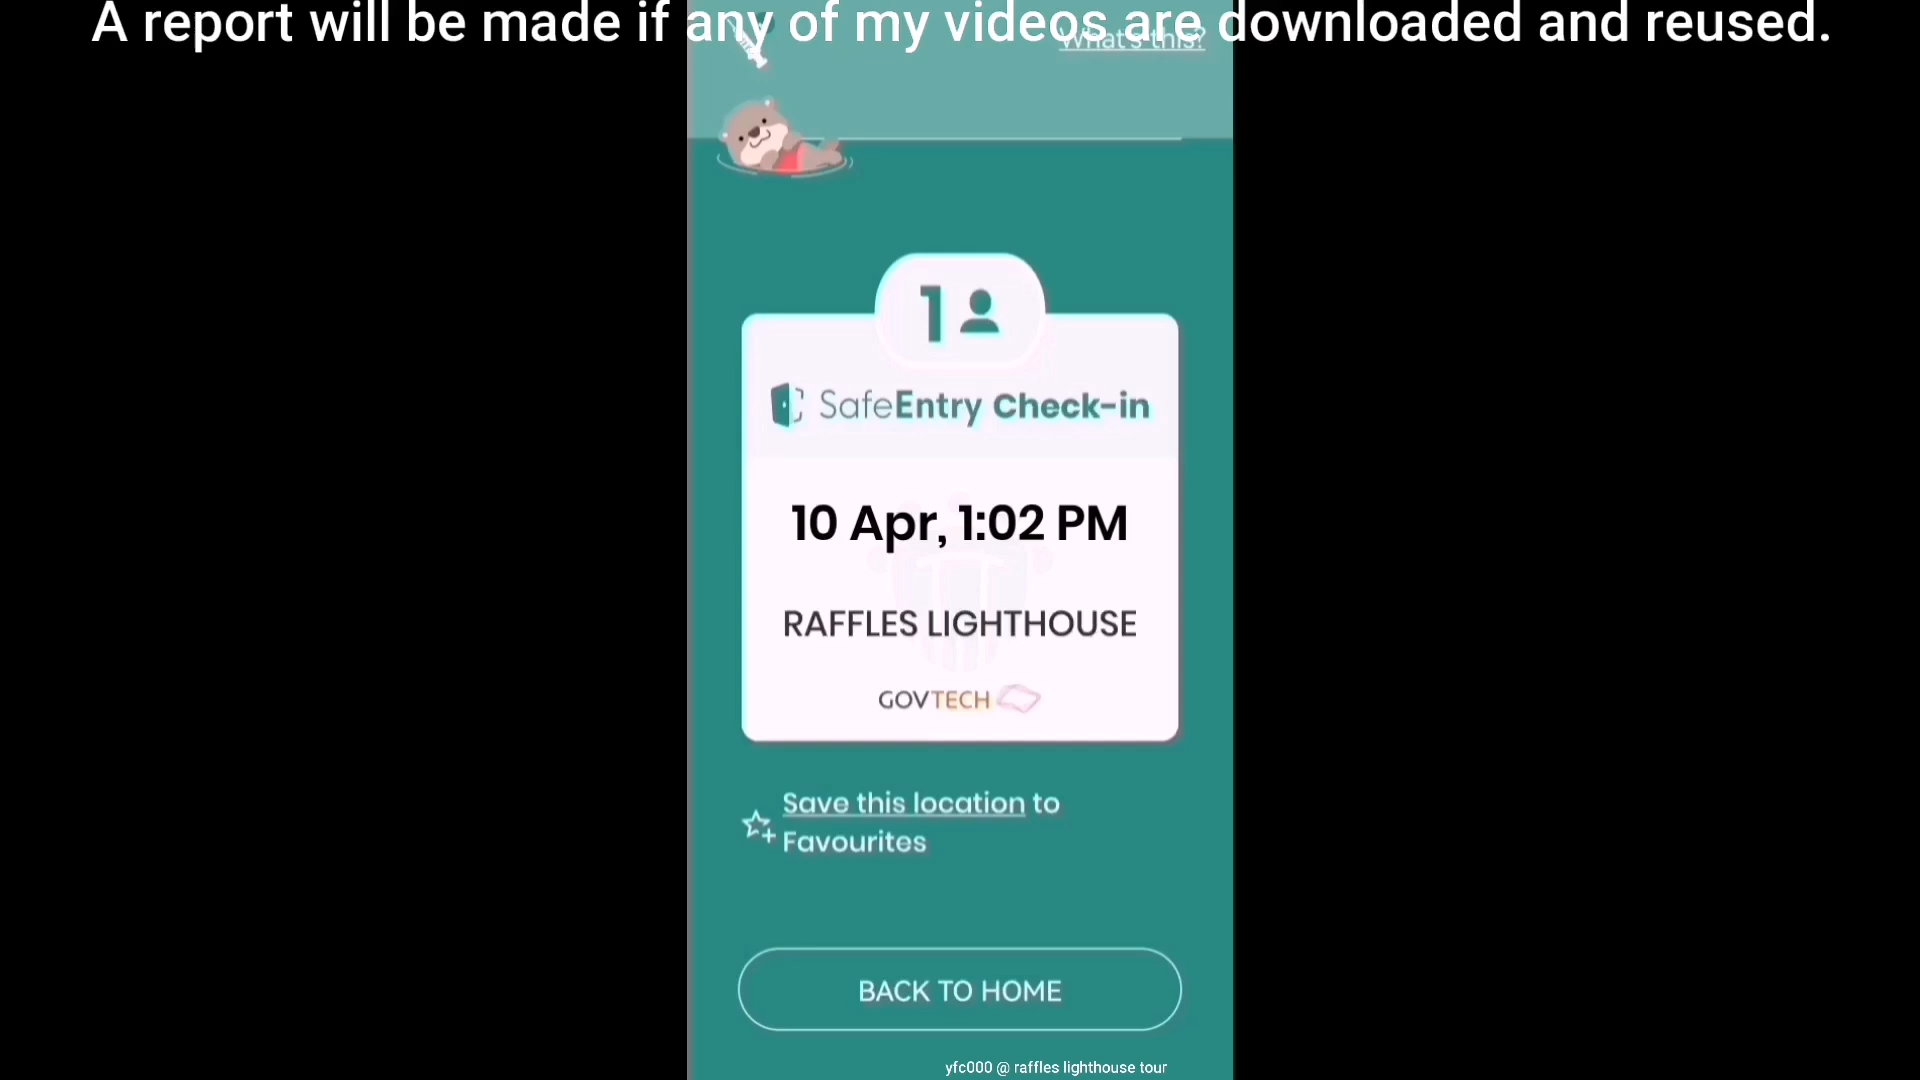 A report will be made if any of my videos are downloaded and reused.
What's this?
1
SafeEntry Check-in
10 Apr, 1:02 PM
RAFFLES LIGHTHOUSE
GOVTECH
Save this location to
Favourites
BACK TO HOME
yfc000 @ raffles lighthouse tour